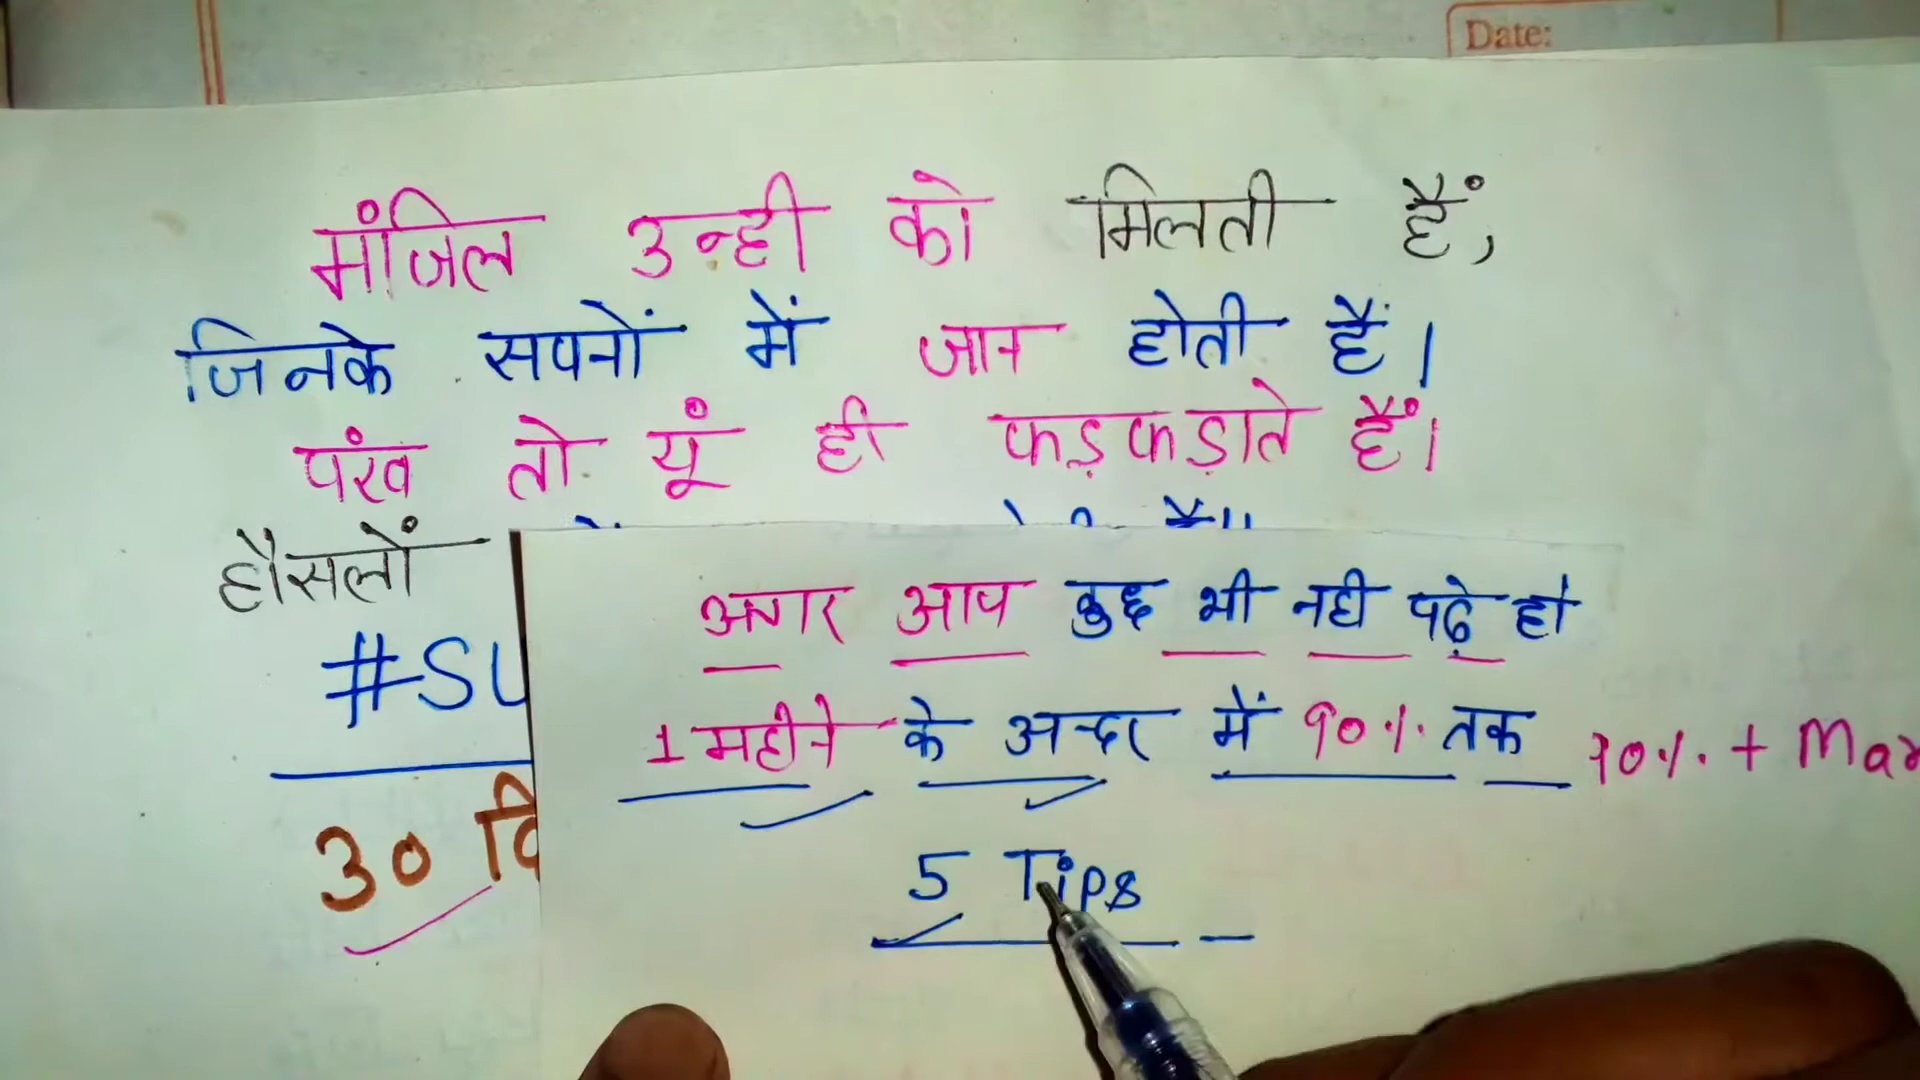 Date:
मंजिल उन्ही को मिलती हैं,
जिनके सपनों में जान होती हैं।
पंख तो यूं ही फड़फड़ाते हैं।
हौसलों
#SU
30 दि
अगर आप कुछ भी नही पढ़े हो
1 महीने के अन्दर में 90% तक 90% + Mar
5 Tips